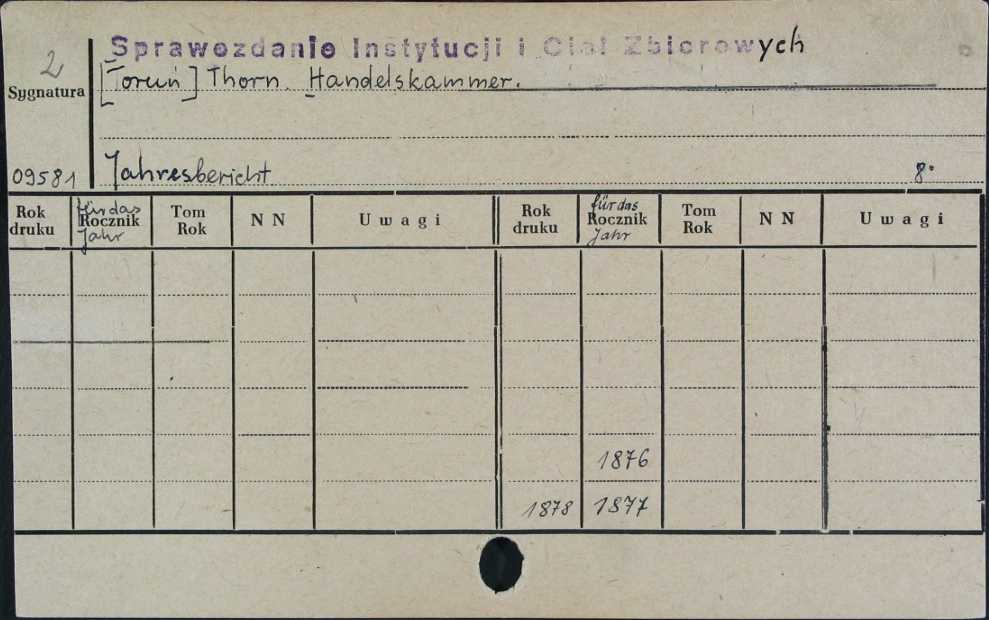 2
Sprawozdanie Instytucji i Ciał Zbiorowych
[Toruń] Thorn. Handelskammer.
Sygnatura
09581 Jahresbericht 8°
Rok druku für das Rocznik Jahr Tom Rok N N Uwagi Rok druku für das Rocznik Jahr Tom Rok N N Uwagi
1876
1878 1877